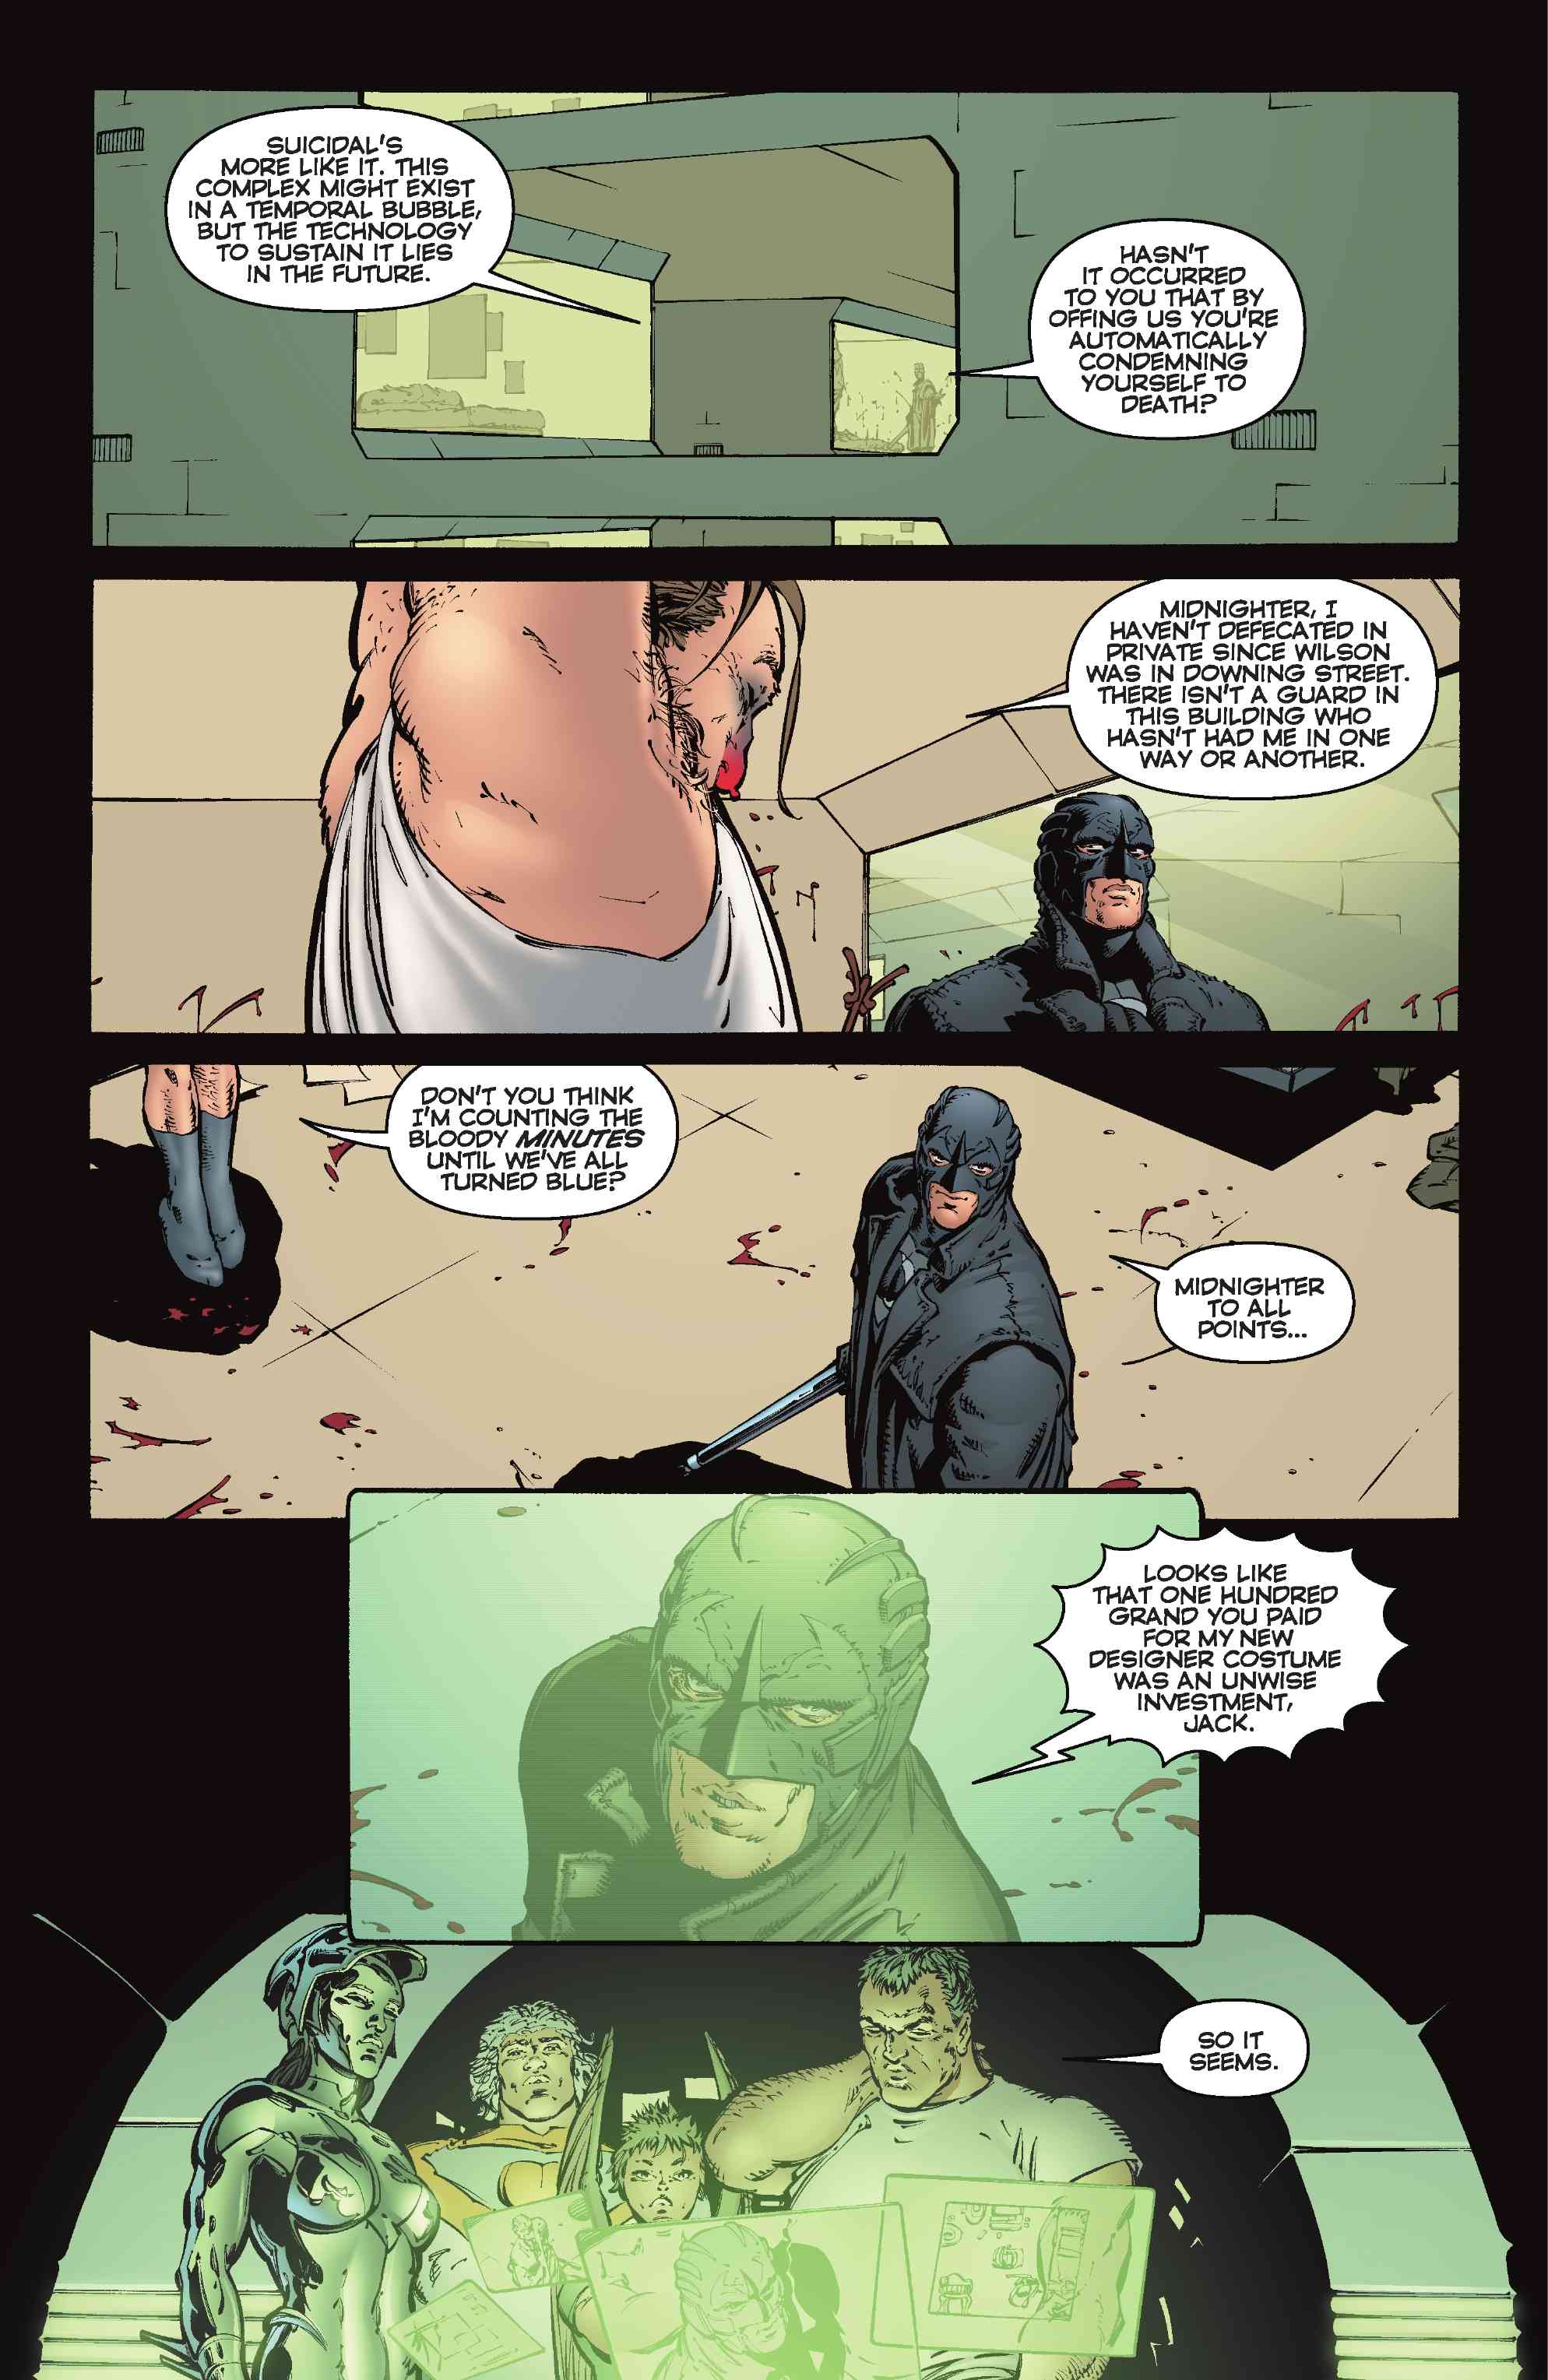 SUICIDAL'S
MORE LIKE IT. THIS
COMPLEX MIGHT EXIST
IN A TEMPORAL BUBBLE,
BUT THE TECHNOLOGY
TO SUSTAIN IT LIES
IN THE FUTURE.
HASN'T
IT OCCURRED
TO YOU THAT BY
OFFING US YOU'RE
AUTOMATICALLY
CONDEMNING
YOURSELF TO
DEATH?
MIDNIGHTER, I
HAVEN'T DEFECATED IN
PRIVATE SINCE WILSON
WAS IN DOWNING STREET.
THERE ISN'T A GUARD IN
THIS BUILDING WHO
HASN'T HAD ME IN ONE
WAY OR ANOTHER.
DON'T YOU THINK
I'M COUNTING THE
BLOODY MINUTES
UNTIL WE'VE ALL
TURNED BLUE?
MIDNIGHTER
TO ALL
POINTS...
LOOKS LIKE
THAT ONE HUNDRED
GRAND YOU PAID
FOR MY NEW
DESIGNER COSTUME
WAS AN UNWISE
INVESTMENT,
JACK.
SO IT
SEEMS.